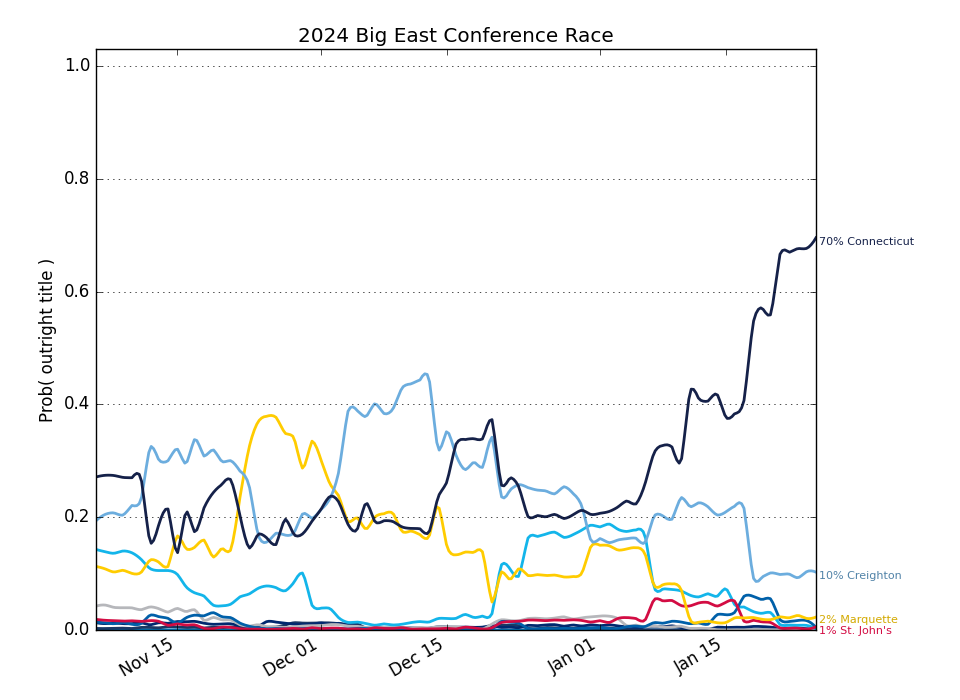 2024 Big East Conference Race
Prob( outright title )
1.0
0.8
0.6
0.4
0.2
0.0
70% Connecticut
10% Creighton
2% Marquette
1% St. John's
Nov 15
Dec 01
Dec 15
Jan 01
Jan 15